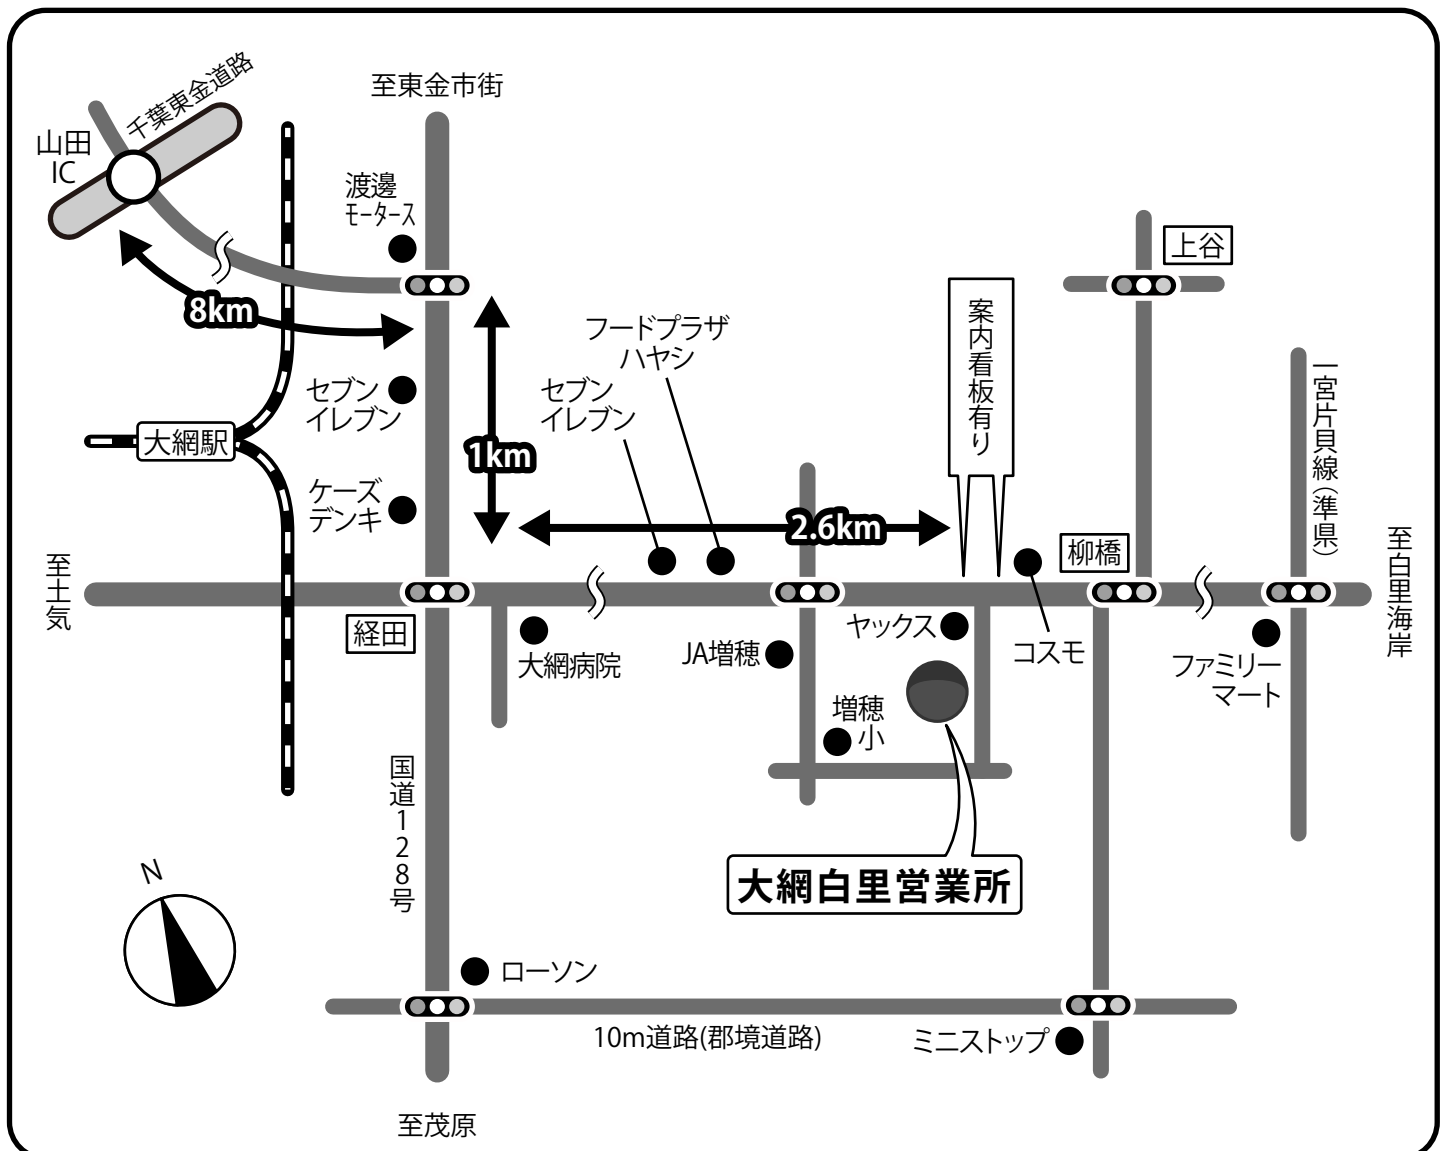 千葉東金道路
至東金市街
山田
IC
渡邊
モータース
上谷
8km
案内看板有り
フードプラザ
ハヤシ
セブン
イレブン
セブン
イレブン
一宮片貝線(準県)
大網駅
1km
ケーズ
デンキ
2.6km
至土気
柳橋
至白里海岸
経田
大網病院
JA増穂
ヤックス
コスモ
ファミリー
マート
増穂
小
国道128号
N
大網白里営業所
ローソン
10m道路(郡境道路)
ミニストップ
至茂原